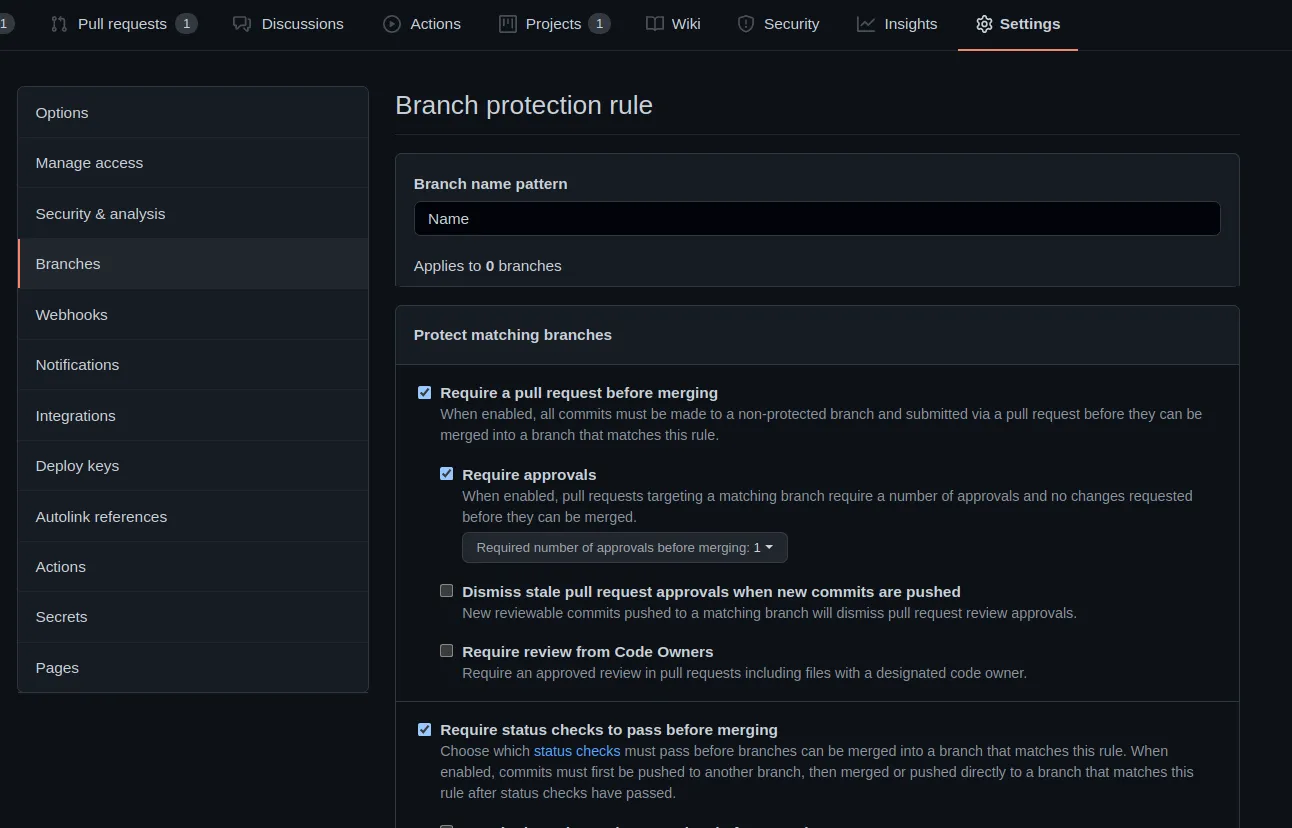 1 Pull requests 1 Discussions Actions Projects 1 Wiki Security Insights Settings
Options
Manage access
Security & analysis
Branches
Webhooks
Notifications
Integrations
Deploy keys
Autolink references
Actions
Secrets
Pages
Branch protection rule
Branch name pattern
Name
Applies to 0 branches
Protect matching branches
Require a pull request before merging
When enabled, all commits must be made to a non-protected branch and submitted via a pull request before they can be
merged into a branch that matches this rule.
Require approvals
When enabled, pull requests targeting a matching branch require a number of approvals and no changes requested
before they can be merged.
Required number of approvals before merging: 1
Dismiss stale pull request approvals when new commits are pushed
New reviewable commits pushed to a matching branch will dismiss pull request review approvals.
Require review from Code Owners
Require an approved review in pull requests including files with a designated code owner.
Require status checks to pass before merging
Choose which status checks must pass before branches can be merged into a branch that matches this rule. When
enabled, commits must first be pushed to another branch, then merged or pushed directly to a branch that matches this
rule after status checks have passed.